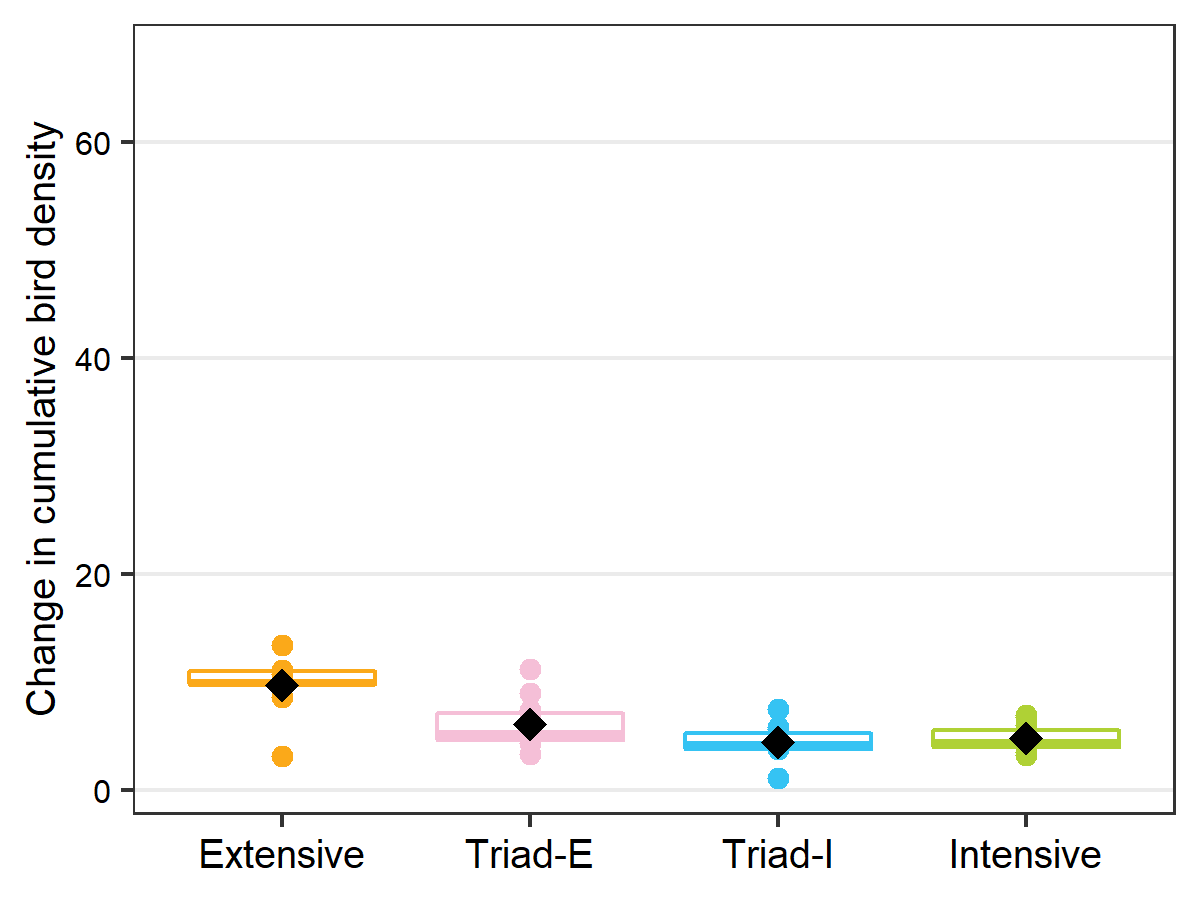 Change in cumulative bird density
60
40
20
0
Extensive
Triad-E
Triad-I
Intensive